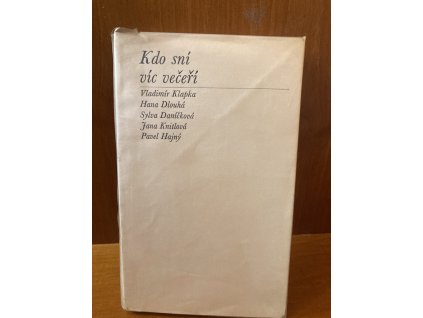 Kdo sní
víc večeří
Vladimír Klapka
Hana Dlouhá
Sylva Daníčková
Jana Knitlová
Pavel Hajný